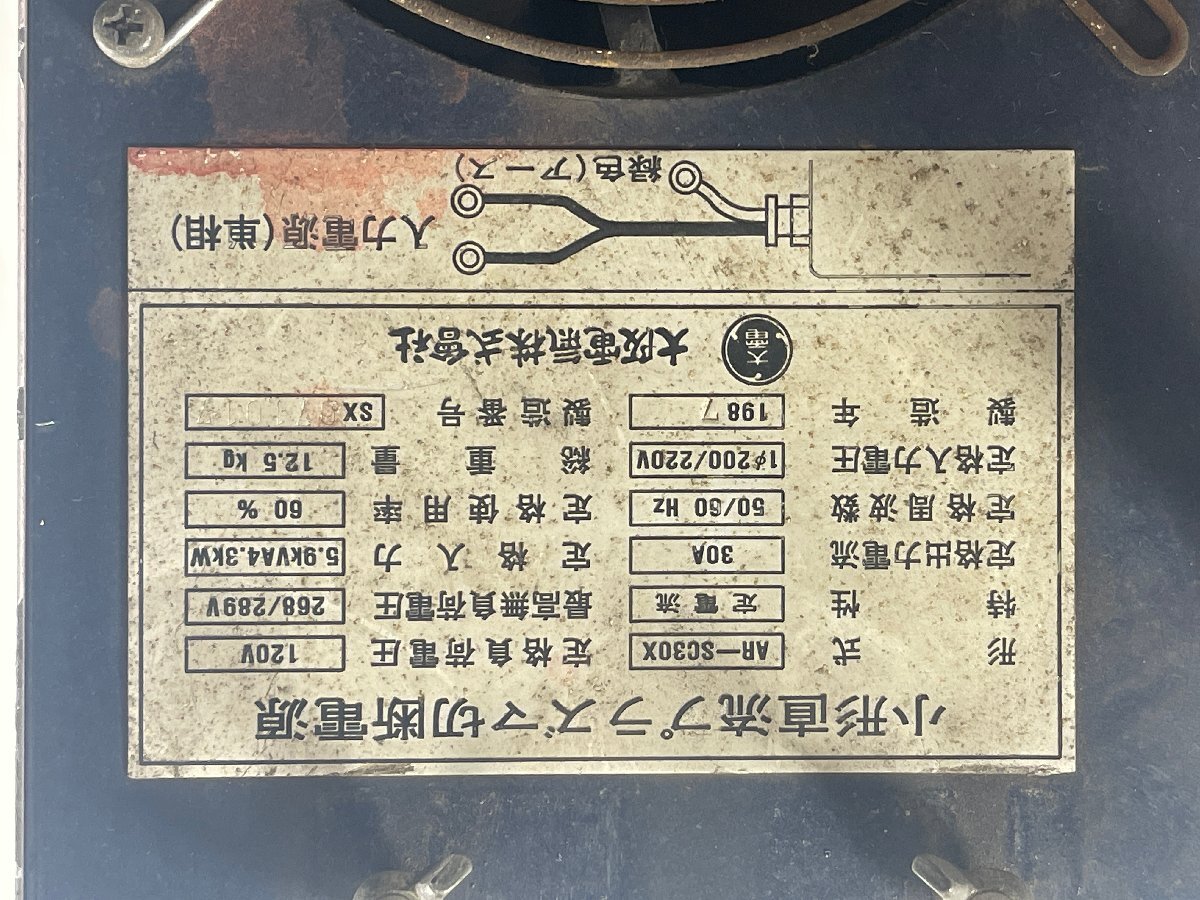 小形直流プラズマ切断電源
形式 AR-SC30X 定格負荷電圧 120V
特性 定電流 最高無負荷電圧 268/289V
定格出力電流 30A 定格入力 5.9kVA4.3kW
定格周波数 50/60 Hz 定格使用率 60 %
定格入力電圧 1φ200/220V 総重量 12.5 kg
製造年 1987 製造番号 SX
大電 大阪電気株式會社
入力電源(単相)
緑色(アース)